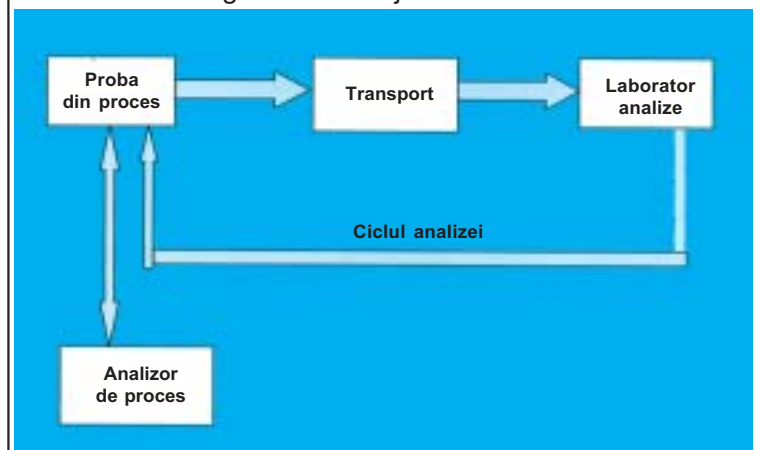 Proba
din proces
Transport
Laborator
analize
Ciclul analizei
Analizor
de proces